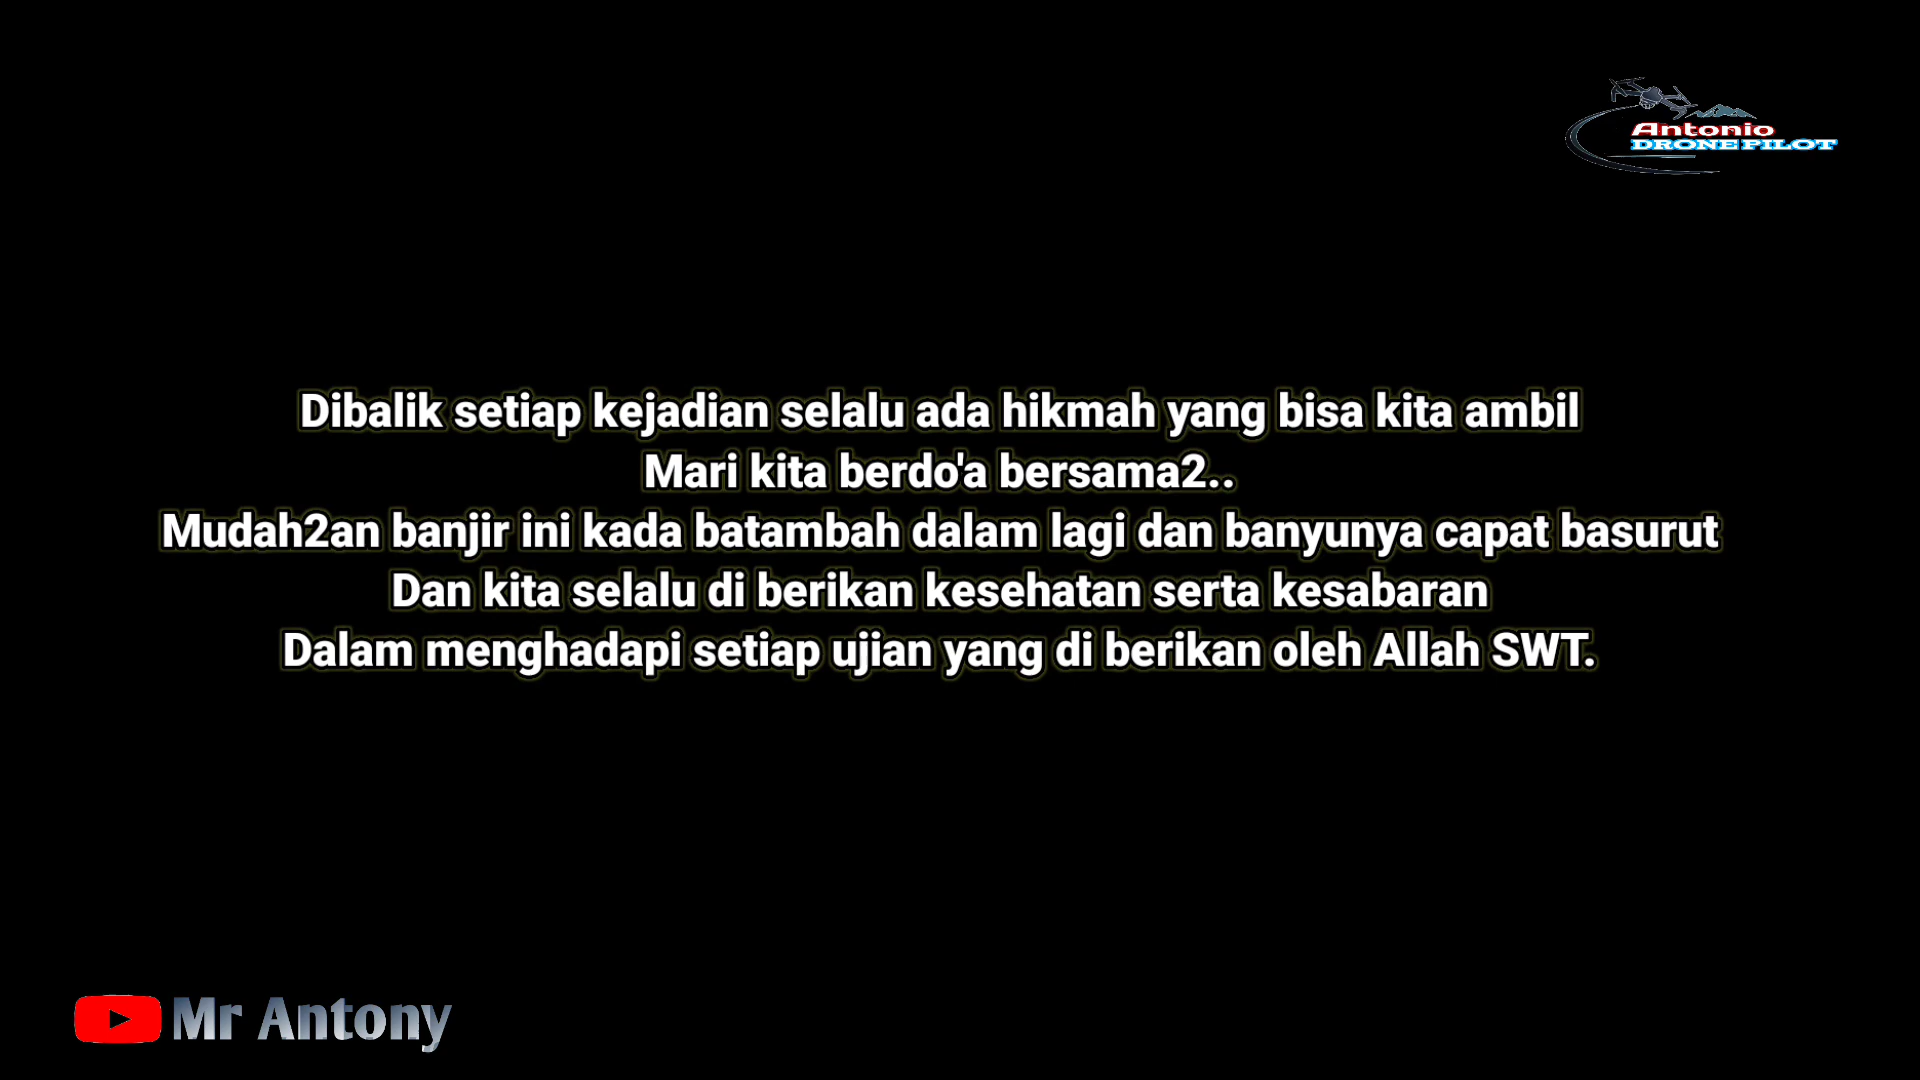 Antonio
DRONE PILOT
Dibalik setiap kejadian selalu ada hikmah yang bisa kita ambil
Mari kita berdo'a bersama2..
Mudah2an banjir ini kada batambah dalam lagi dan banyunya capat basurut
Dan kita selalu di berikan kesehatan serta kesabaran
Dalam menghadapi setiap ujian yang di berikan oleh Allah SWT.
Mr Antony